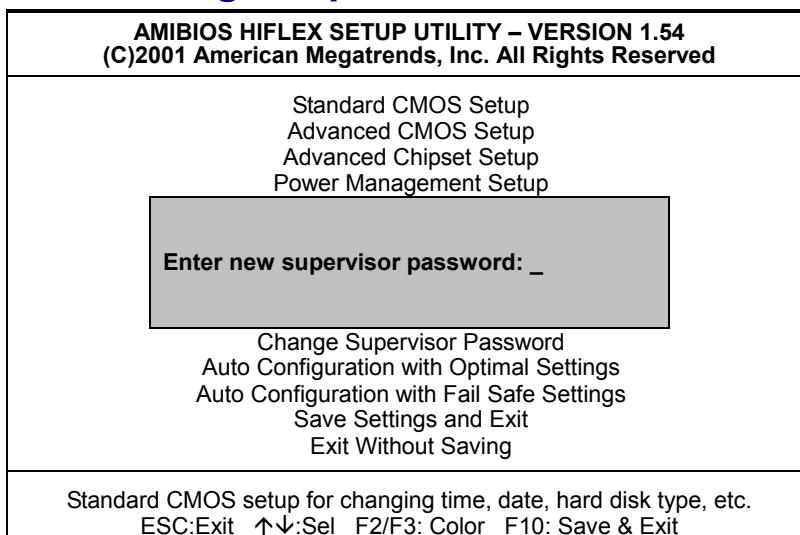 AMIBIOS HIFLEX SETUP UTILITY – VERSION 1.54
(C)2001 American Megatrends, Inc. All Rights Reserved
Standard CMOS Setup
Advanced CMOS Setup
Advanced Chipset Setup
Power Management Setup
Enter new supervisor password: _
Change Supervisor Password
Auto Configuration with Optimal Settings
Auto Configuration with Fail Safe Settings
Save Settings and Exit
Exit Without Saving
Standard CMOS setup for changing time, date, hard disk type, etc.
ESC:Exit ↑↓:Sel F2/F3: Color F10: Save & Exit